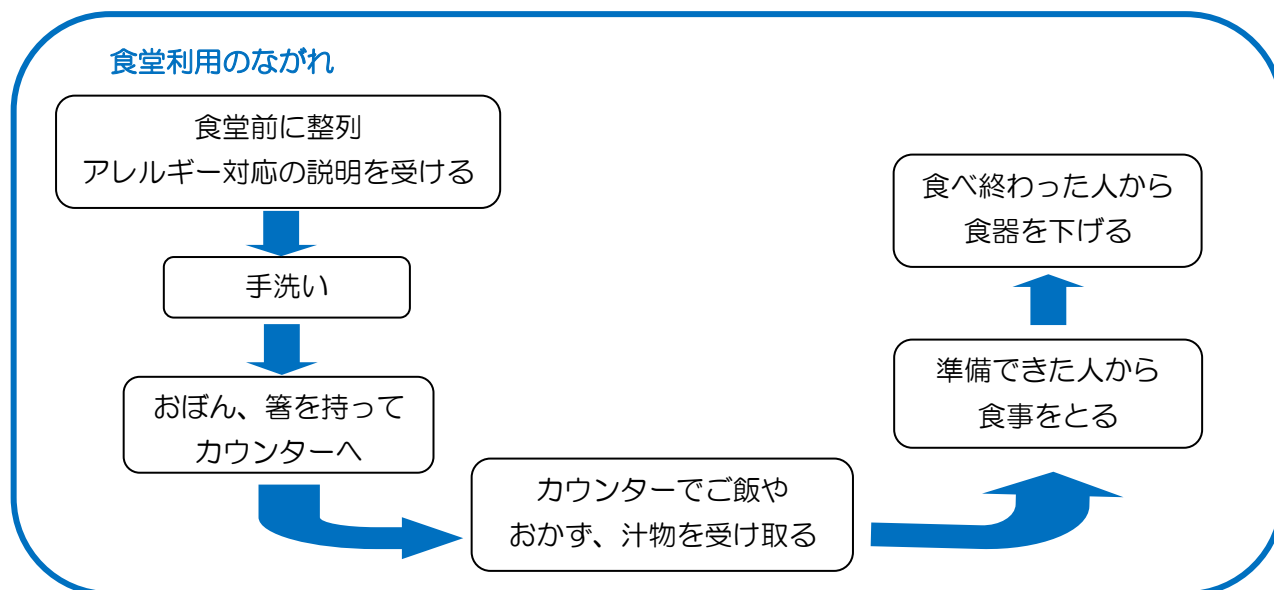 食堂利用のながれ
食堂前に整列
アレルギー対応の説明を受ける
手洗い
おぼん、箸を持って
カウンターへ
カウンターでご飯や
おかず、汁物を受け取る
準備できた人から
食事をとる
食べ終わった人から
食器を下げる